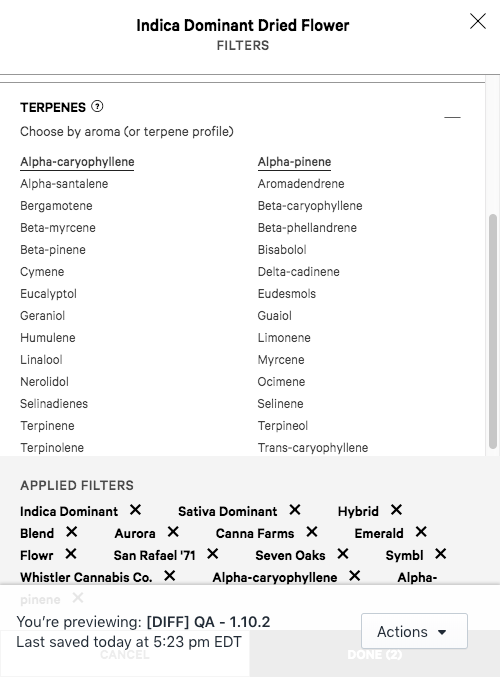 Indica Dominant Dried Flower
FILTERS
TERPENES ?
Choose by aroma (or terpene profile)
Alpha-caryophyllene Alpha-pinene
Alpha-santalene Aromadendrene
Bergamotene Beta-caryophyllene
Beta-myrcene Beta-phellandrene
Beta-pinene Bisabolol
Cymene Delta-cadinene
Eucalyptol Eudesmols
Geraniol Guaiol
Humulene Limonene
Linalool Myrcene
Nerolidol Ocimene
Selinadienes Selinene
Terpinene Terpineol
Terpinolene Trans-caryophyllene
APPLIED FILTERS
Indica Dominant ✕ Sativa Dominant ✕ Hybrid ✕
Blend ✕ Aurora ✕ Canna Farms ✕ Emerald ✕
Flowr ✕ San Rafael '71 ✕ Seven Oaks ✕ Symbl ✕
Whistler Cannabis Co. ✕ Alpha-caryophyllene ✕ Alpha-
pinene ✕
You're previewing: [DIFF] QA - 1.10.2
Last saved today at 5:23 pm EDT
Actions
CANCEL DONE (2)